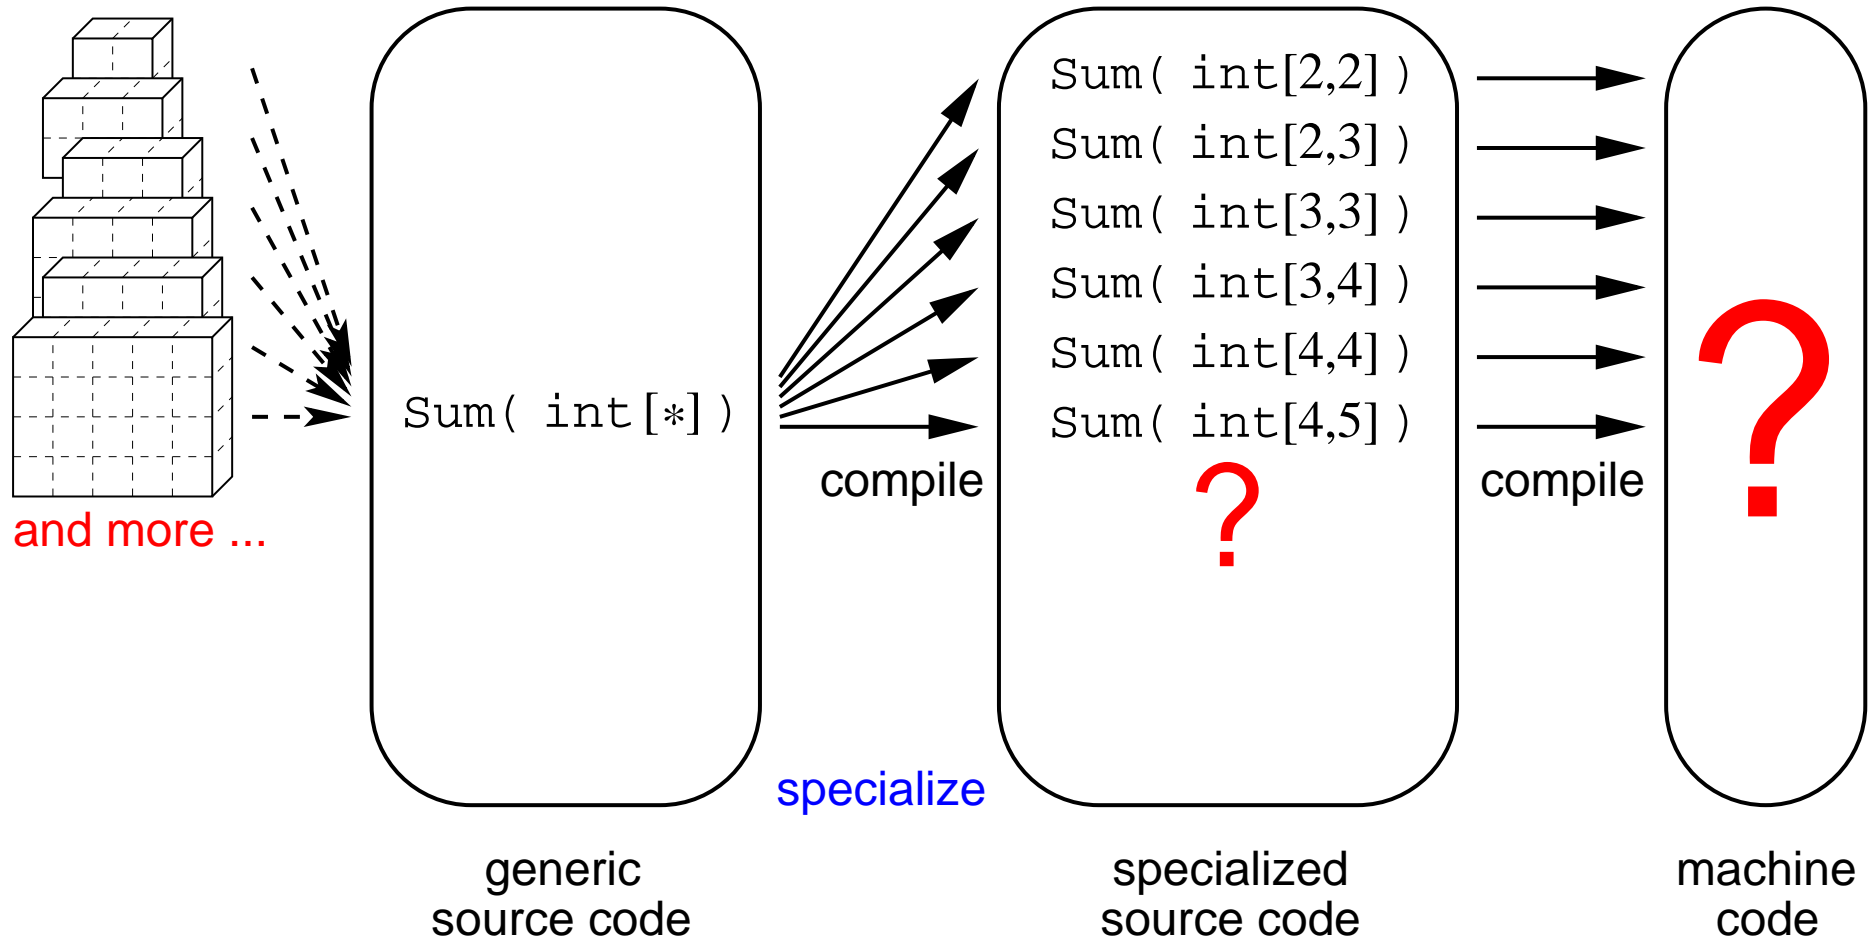 and more ...
Sum( int[*] )
compile
specialize
Sum( int[2,2] )
Sum( int[2,3] )
Sum( int[3,3] )
Sum( int[3,4] )
Sum( int[4,4] )
Sum( int[4,5] )
?
compile
?
generic
source code
specialized
source code
machine
code